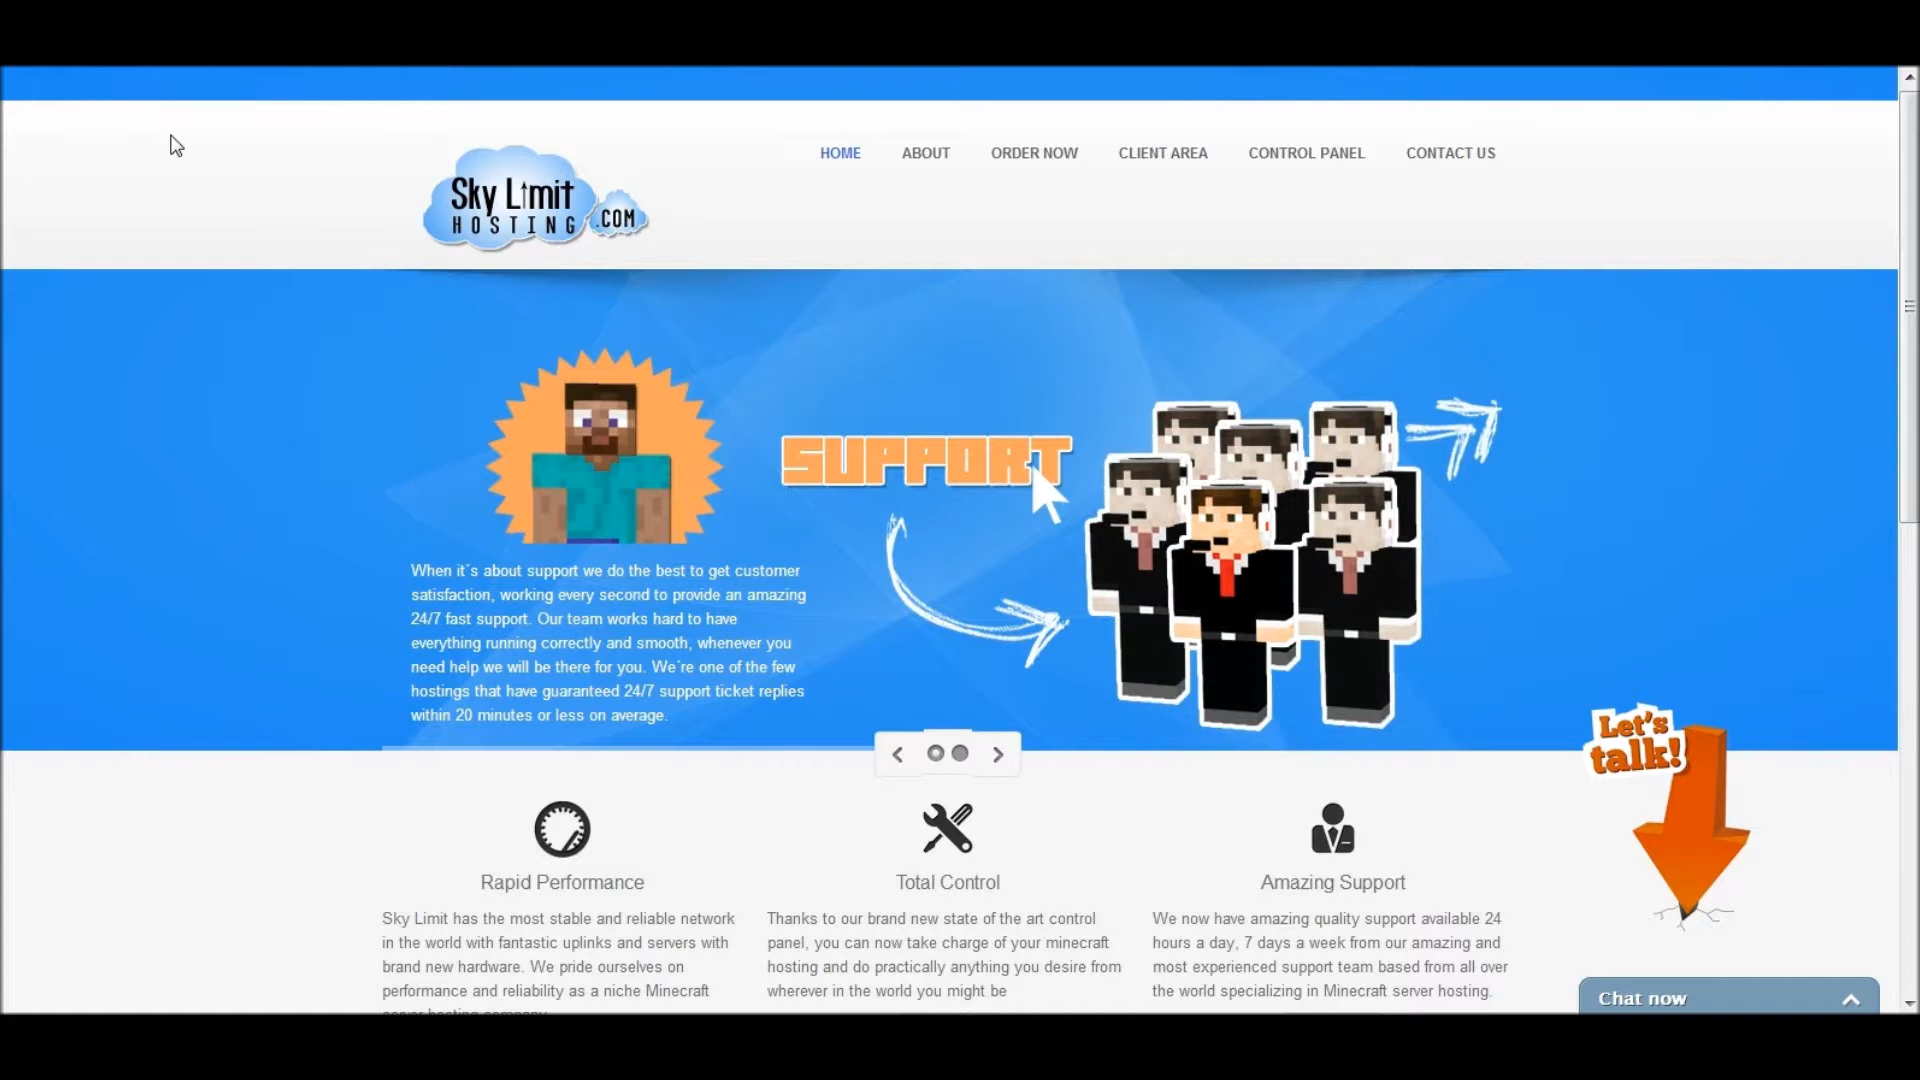 HOME ABOUT ORDER NOW CLIENT AREA CONTROL PANEL CONTACT US
Sky Limit
HOSTING .COM
SUPPORT
When it´s about support we do the best to get customer
satisfaction, working every second to provide an amazing
24/7 fast support. Our team works hard to have
everything running correctly and smooth, whenever you
need help we will be there for you. We´re one of the few
hostings that have guaranteed 24/7 support ticket replies
within 20 minutes or less on average.
Let's
talk!
Rapid Performance
Sky Limit has the most stable and reliable network
in the world with fantastic uplinks and servers with
brand new hardware. We pride ourselves on
performance and reliability as a niche Minecraft
server hosting company
Total Control
Thanks to our brand new state of the art control
panel, you can now take charge of your minecraft
hosting and do practically anything you desire from
wherever in the world you might be
Amazing Support
We now have amazing quality support available 24
hours a day, 7 days a week from our amazing and
most experienced support team based from all over
the world specializing in Minecraft server hosting.
Chat now